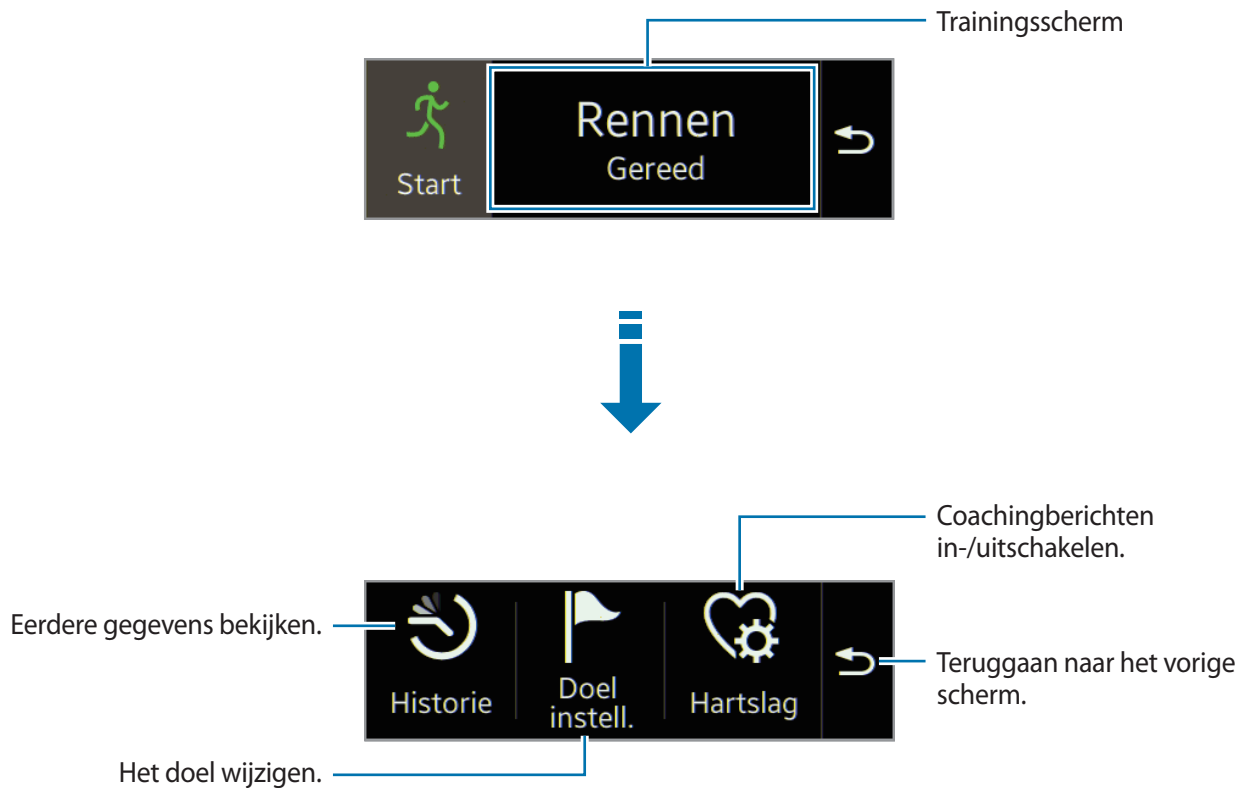 Trainingsscherm
Rennen
Gereed
Start
Coachingberichten
in-/uitschakelen.
Eerdere gegevens bekijken.
Historie
Doel
instell.
Hartslag
Teruggaan naar het vorige
scherm.
Het doel wijzigen.